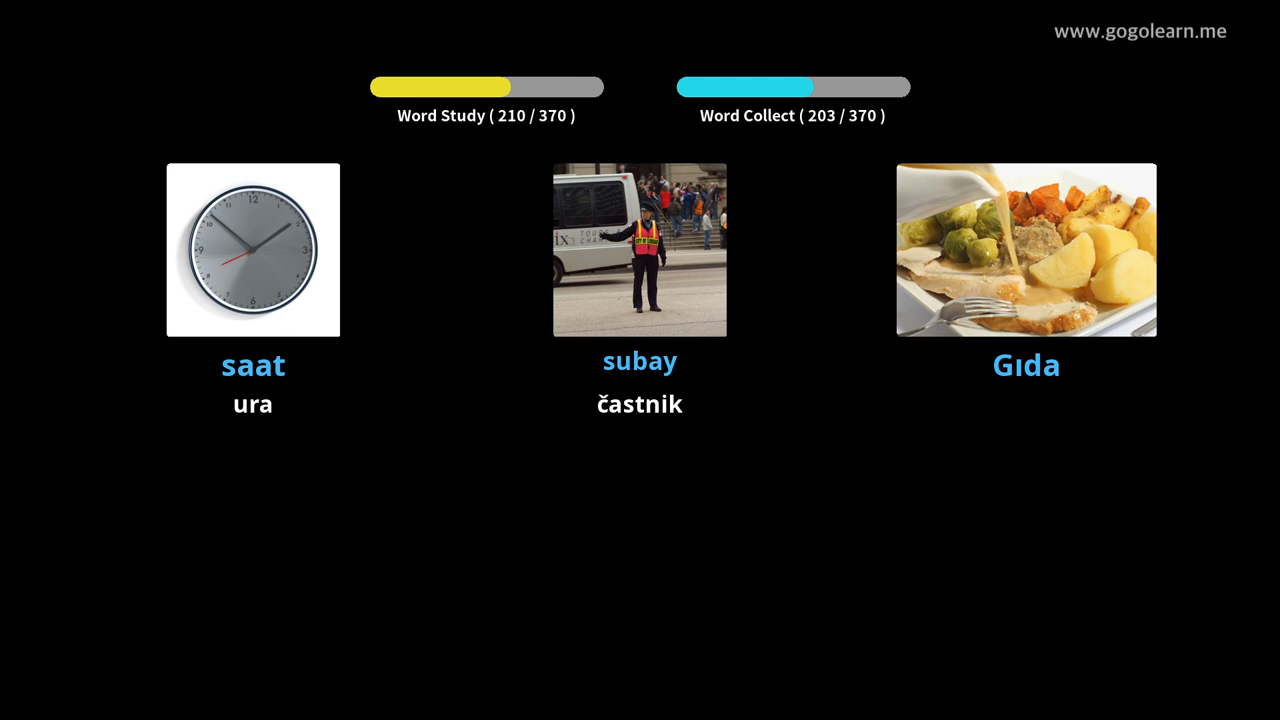 www.gogolearn.me
Word Study ( 210 / 370 )
Word Collect ( 203 / 370 )
saat
subay
Gıda
ura
častnik